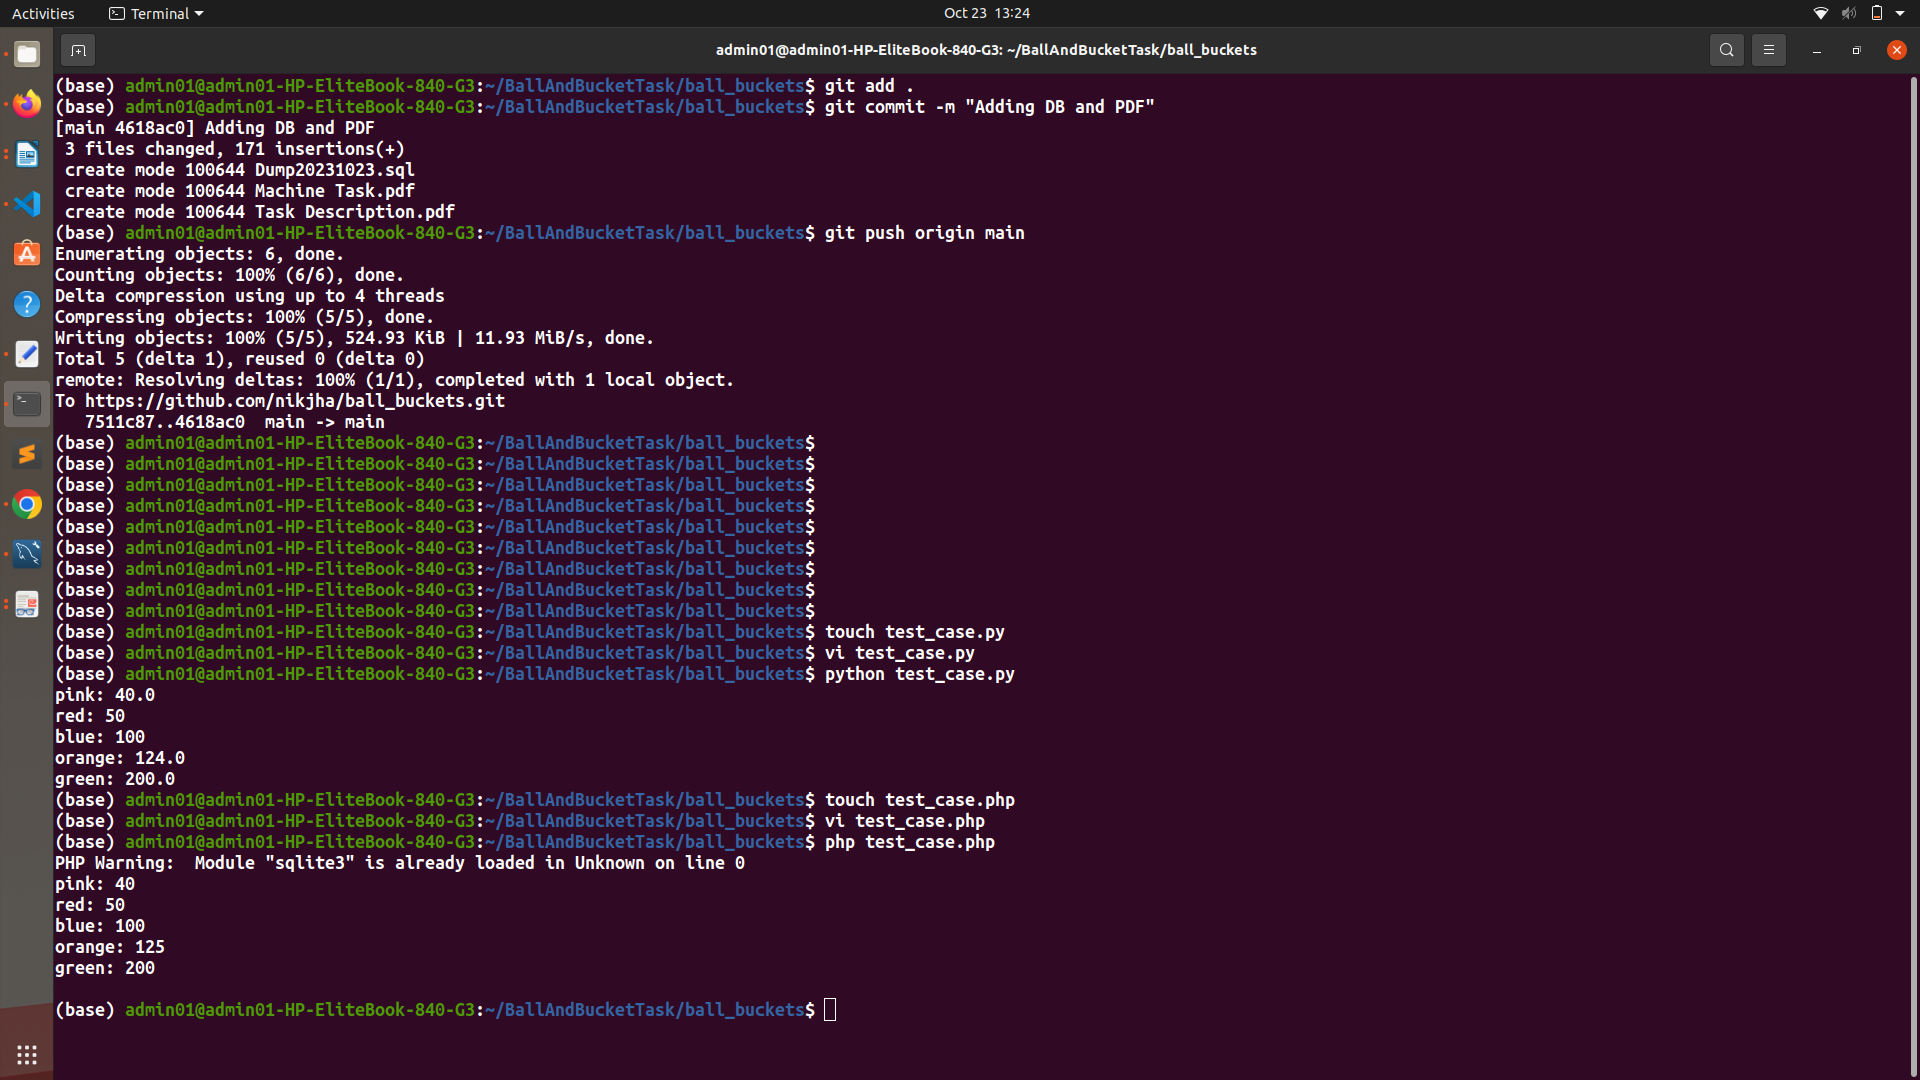 Activities Terminal Oct 23 13:24
admin01@admin01-HP-EliteBook-840-G3: ~/BallAndBucketTask/ball_buckets
(base) admin01@admin01-HP-EliteBook-840-G3:~/BallAndBucketTask/ball_buckets$ git add .
(base) admin01@admin01-HP-EliteBook-840-G3:~/BallAndBucketTask/ball_buckets$ git commit -m "Adding DB and PDF"
[main 4618ac0] Adding DB and PDF
 3 files changed, 171 insertions(+)
 create mode 100644 Dump20231023.sql
 create mode 100644 Machine Task.pdf
 create mode 100644 Task Description.pdf
(base) admin01@admin01-HP-EliteBook-840-G3:~/BallAndBucketTask/ball_buckets$ git push origin main
Enumerating objects: 6, done.
Counting objects: 100% (6/6), done.
Delta compression using up to 4 threads
Compressing objects: 100% (5/5), done.
Writing objects: 100% (5/5), 524.93 KiB | 11.93 MiB/s, done.
Total 5 (delta 1), reused 0 (delta 0)
remote: Resolving deltas: 100% (1/1), completed with 1 local object.
To https://github.com/nikjha/ball_buckets.git
   7511c87..4618ac0  main -> main
(base) admin01@admin01-HP-EliteBook-840-G3:~/BallAndBucketTask/ball_buckets$
(base) admin01@admin01-HP-EliteBook-840-G3:~/BallAndBucketTask/ball_buckets$
(base) admin01@admin01-HP-EliteBook-840-G3:~/BallAndBucketTask/ball_buckets$
(base) admin01@admin01-HP-EliteBook-840-G3:~/BallAndBucketTask/ball_buckets$
(base) admin01@admin01-HP-EliteBook-840-G3:~/BallAndBucketTask/ball_buckets$
(base) admin01@admin01-HP-EliteBook-840-G3:~/BallAndBucketTask/ball_buckets$
(base) admin01@admin01-HP-EliteBook-840-G3:~/BallAndBucketTask/ball_buckets$
(base) admin01@admin01-HP-EliteBook-840-G3:~/BallAndBucketTask/ball_buckets$
(base) admin01@admin01-HP-EliteBook-840-G3:~/BallAndBucketTask/ball_buckets$
(base) admin01@admin01-HP-EliteBook-840-G3:~/BallAndBucketTask/ball_buckets$ touch test_case.py
(base) admin01@admin01-HP-EliteBook-840-G3:~/BallAndBucketTask/ball_buckets$ vi test_case.py
(base) admin01@admin01-HP-EliteBook-840-G3:~/BallAndBucketTask/ball_buckets$ python test_case.py
pink: 40.0
red: 50
blue: 100
orange: 124.0
green: 200.0
(base) admin01@admin01-HP-EliteBook-840-G3:~/BallAndBucketTask/ball_buckets$ touch test_case.php
(base) admin01@admin01-HP-EliteBook-840-G3:~/BallAndBucketTask/ball_buckets$ vi test_case.php
(base) admin01@admin01-HP-EliteBook-840-G3:~/BallAndBucketTask/ball_buckets$ php test_case.php
PHP Warning:  Module "sqlite3" is already loaded in Unknown on line 0
pink: 40
red: 50
blue: 100
orange: 125
green: 200
(base) admin01@admin01-HP-EliteBook-840-G3:~/BallAndBucketTask/ball_buckets$